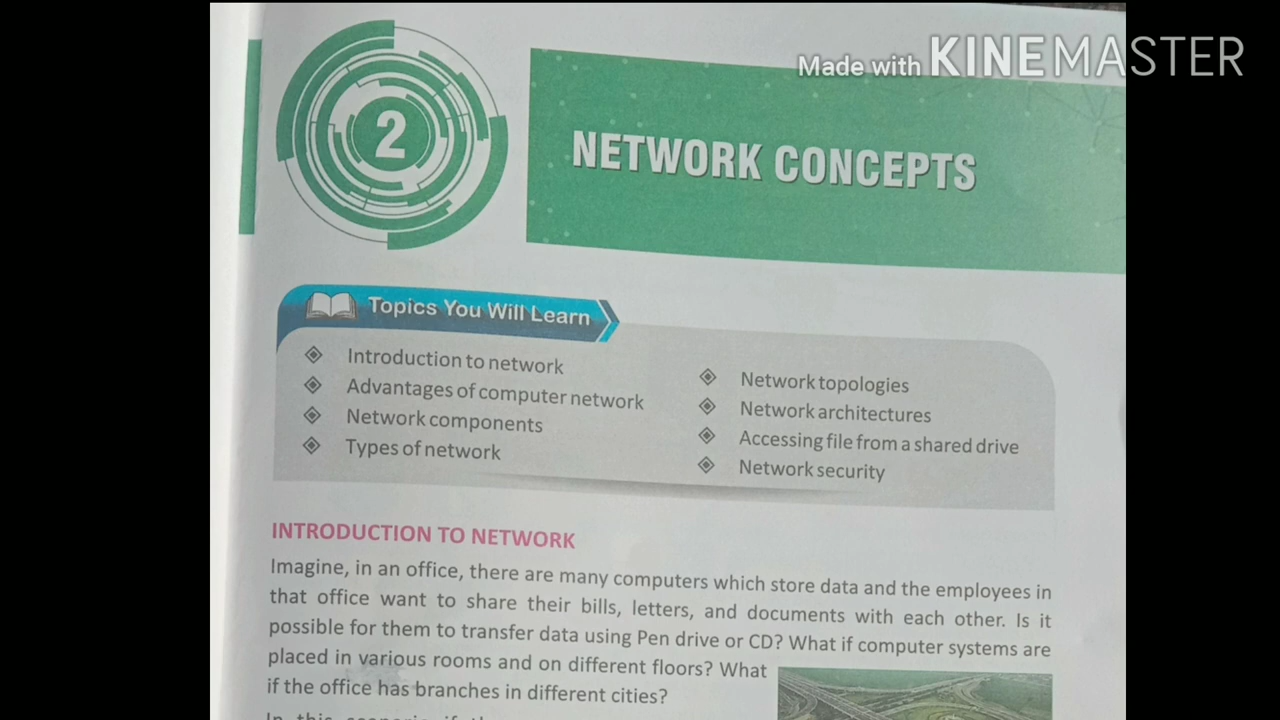 Made with KINEMASTER
2
NETWORK CONCEPTS
Topics You Will Learn
Introduction to network
Advantages of computer network
Network components
Types of network
Network topologies
Network architectures
Accessing file from a shared drive
Network security
INTRODUCTION TO NETWORK
Imagine, in an office, there are many computers which store data and the employees in
that office want to share their bills, letters, and documents with each other. Is it
possible for them to transfer data using Pen drive or CD? What if computer systems are
placed in various rooms and on different floors? What
if the office has branches in different cities?